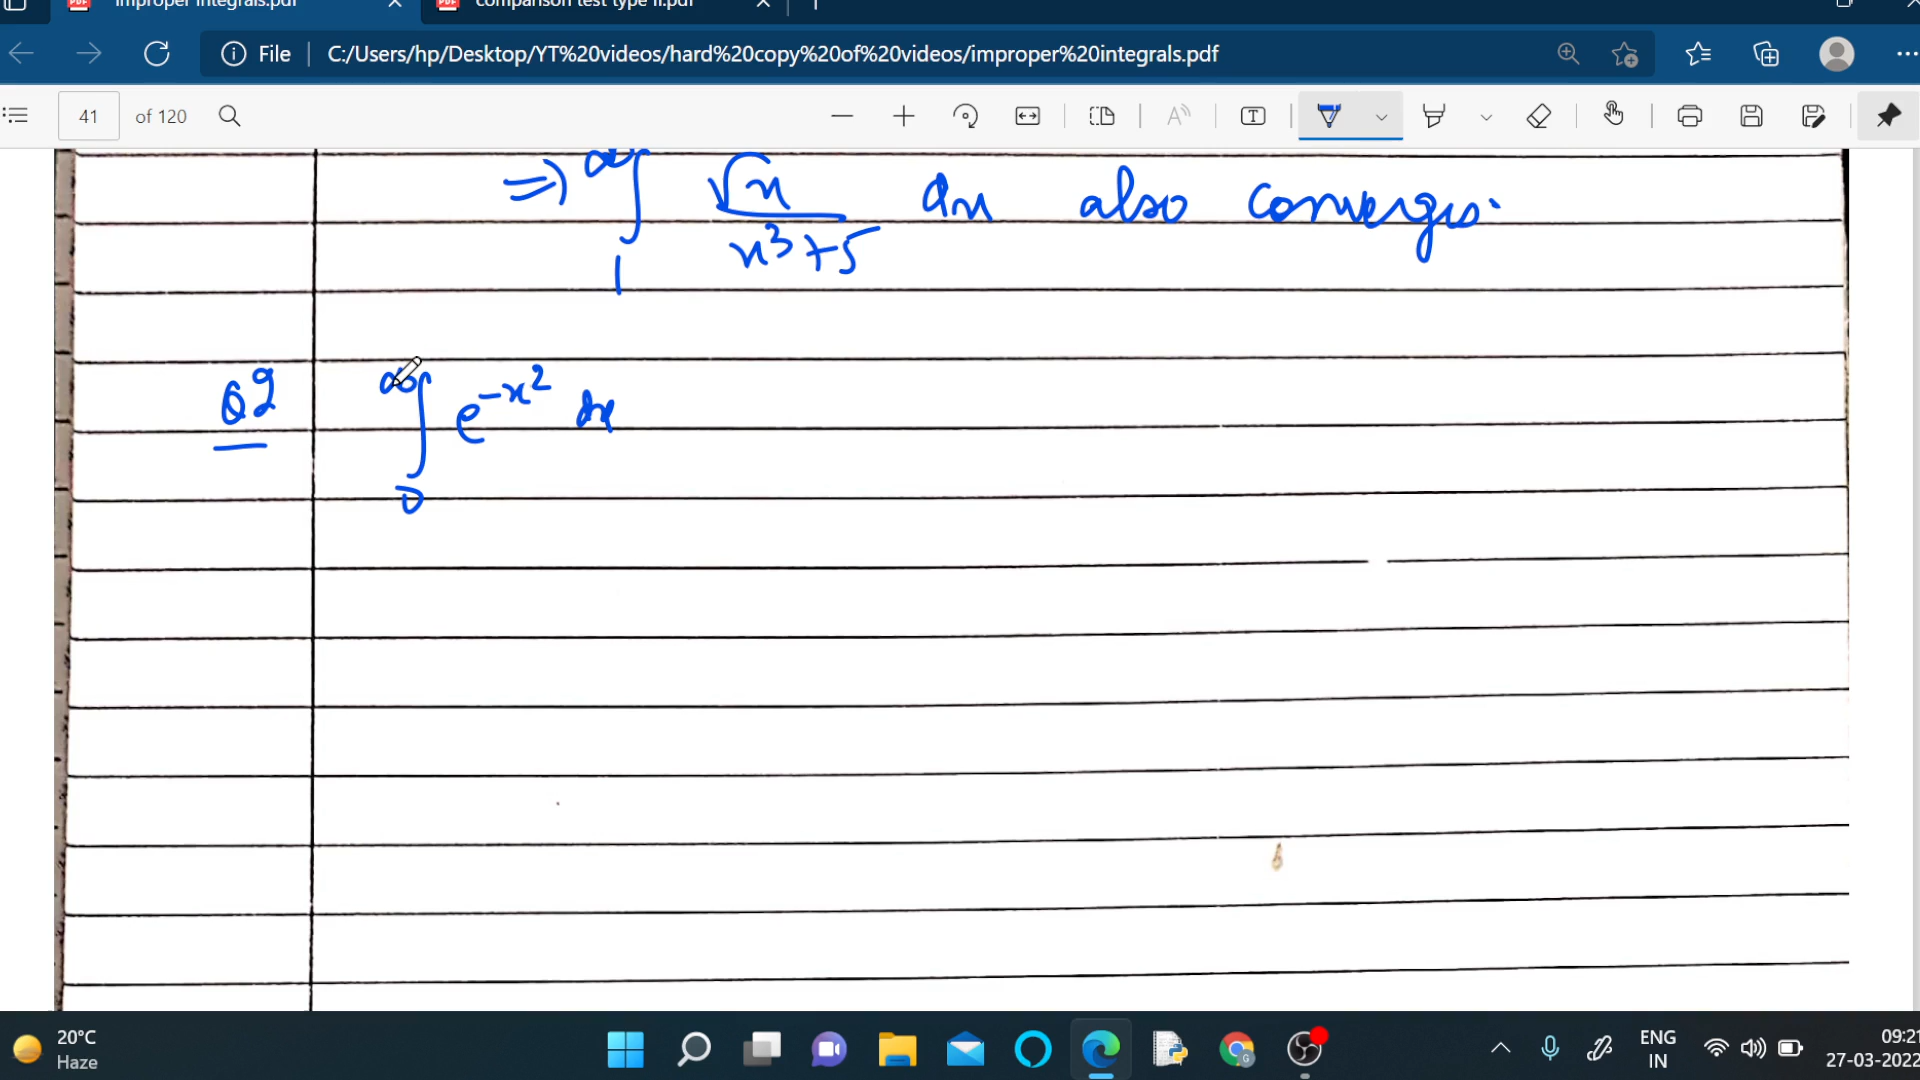 improper integrals.pdf
comparison test type II.pdf
File C:/Users/hp/Desktop/YT%20videos/hard%20copy%20of%20videos/improper%20integrals.pdf
41 of 120
⇒ ∫₁^∞ √x / (x³+5) dx also converges.
Q2 ∫₀^∞ e^(-x²) dx
20°C
Haze
ENG
IN
09:21
27-03-2022